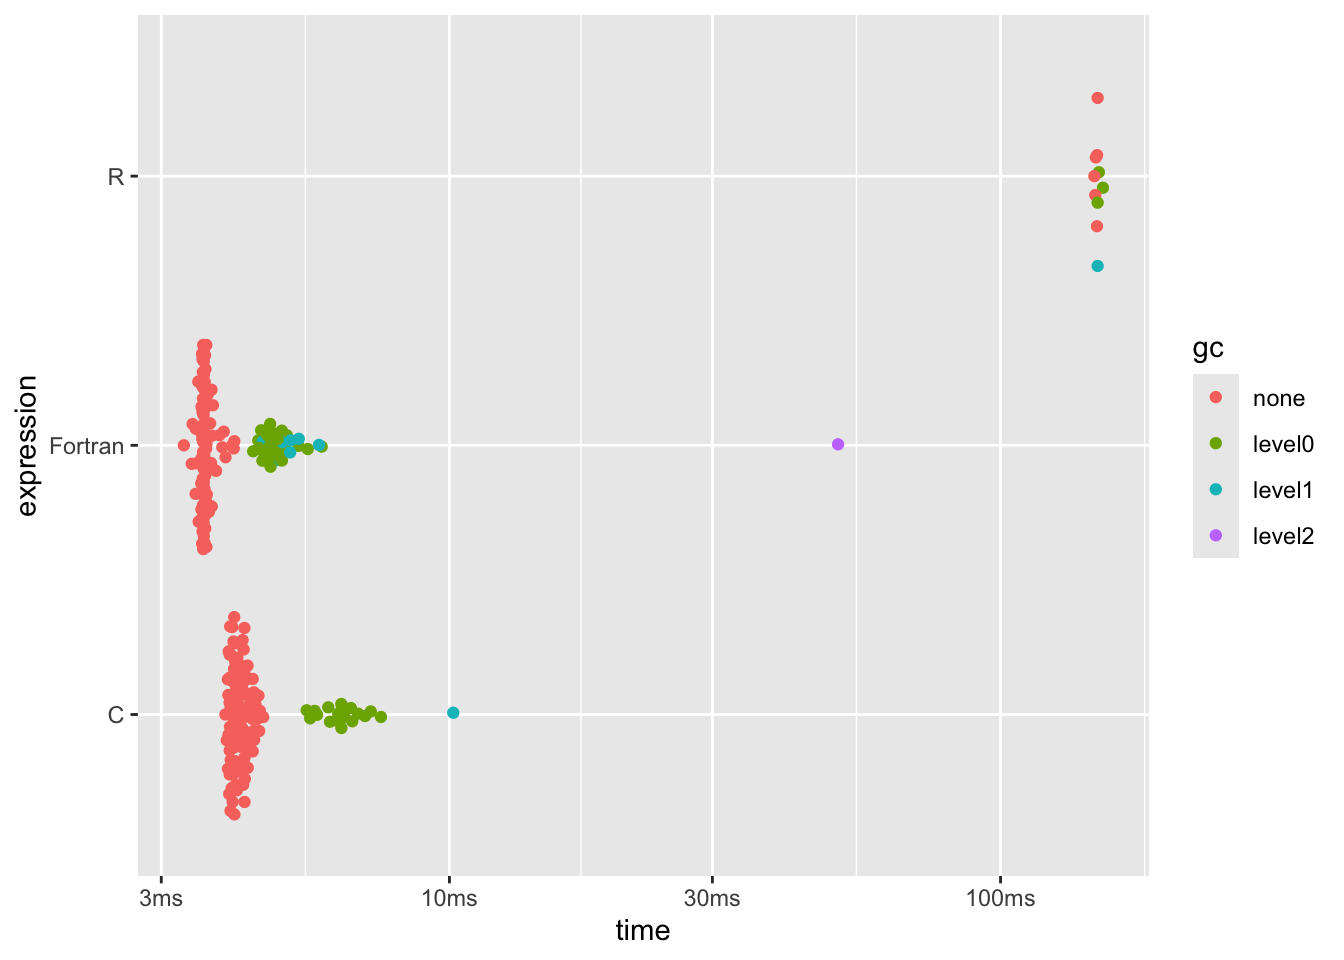 expression
R
Fortran
C
3ms
10ms
30ms
100ms
time
gc
none
level0
level1
level2